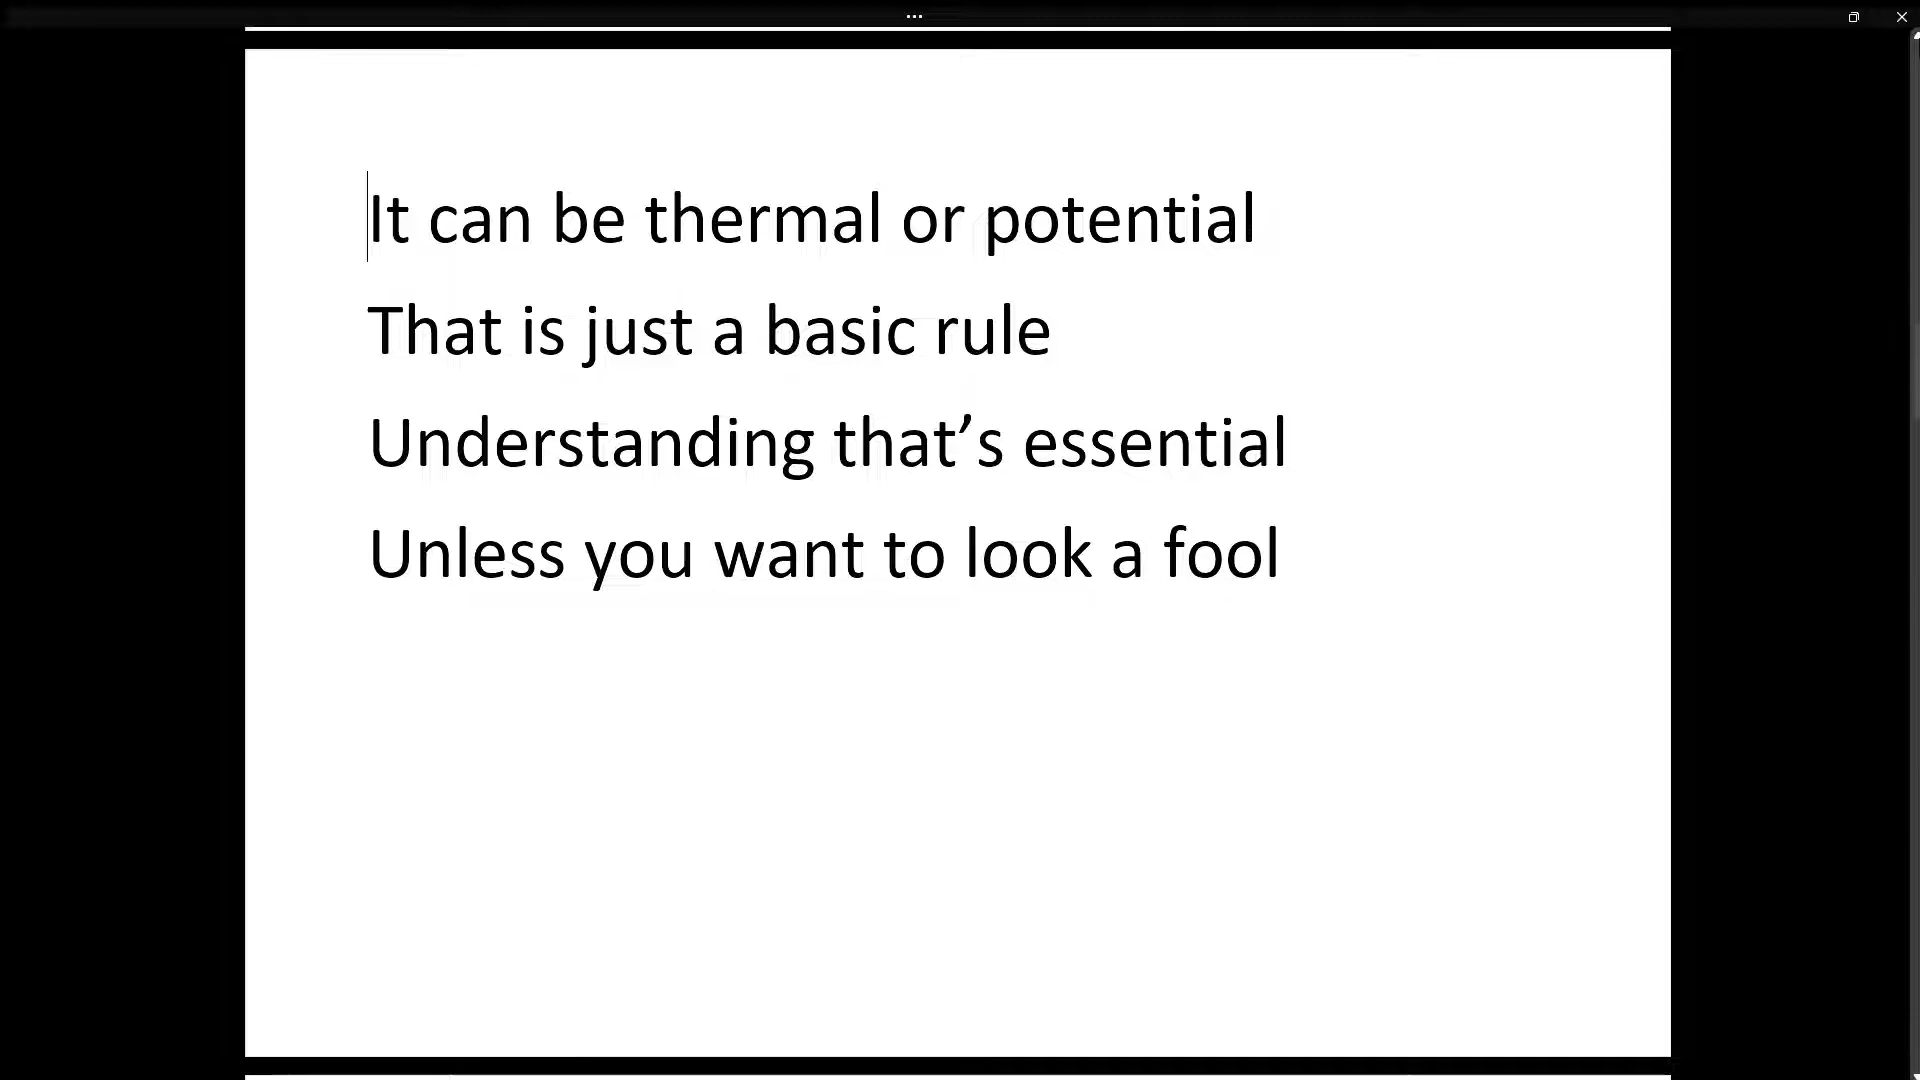 It can be thermal or potential
That is just a basic rule
Understanding that’s essential
Unless you want to look a fool